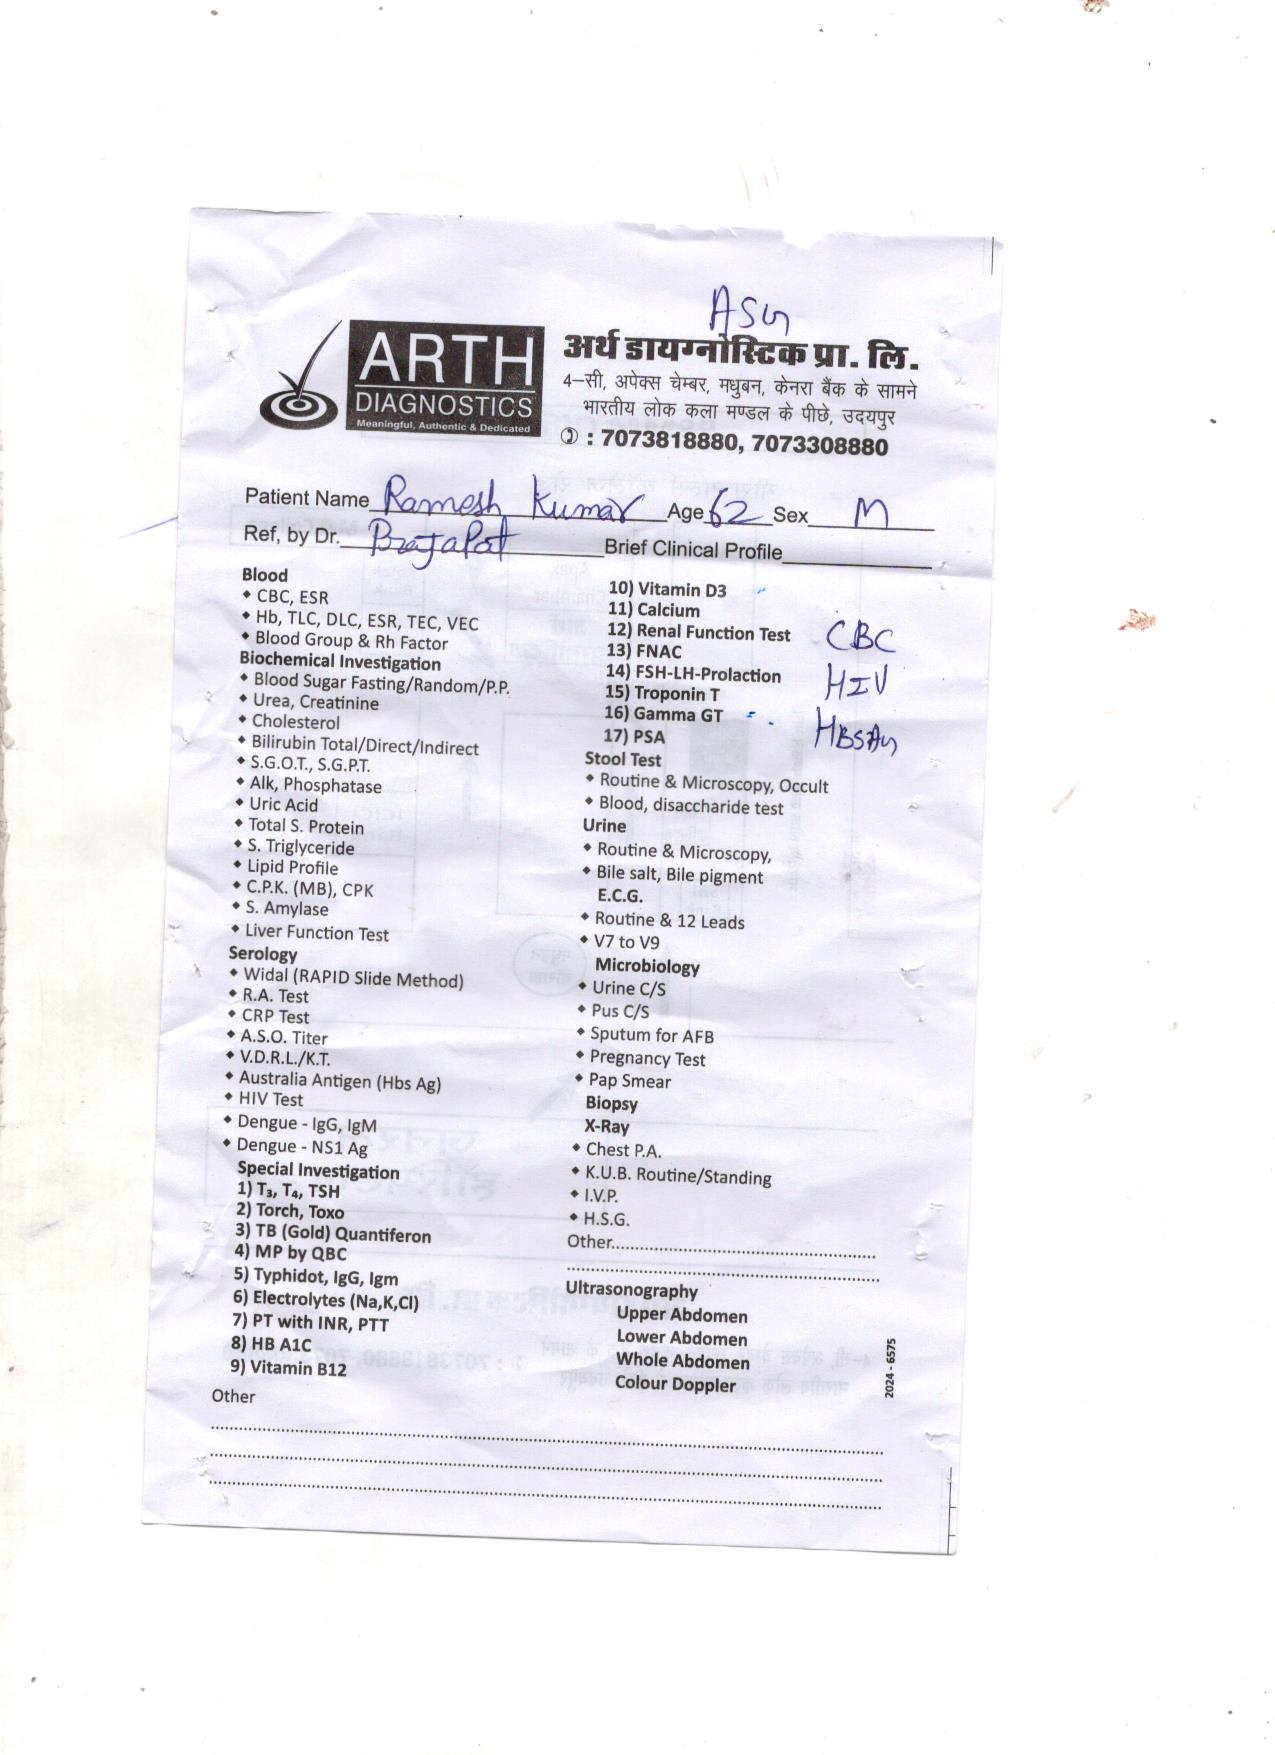 ASG
ARTH
DIAGNOSTICS
Meaningful, Authentic & Dedicated
अर्थ डायग्नोस्टिक प्रा. लि.
4–सी, अपेक्स चेम्बर, मधुबन, केनरा बैंक के सामने
भारतीय लोक कला मण्डल के पीछे, उदयपुर
✆ : 7073818880, 7073308880
Patient Name Ramesh Kumar Age 62 Sex M
Ref, by Dr. Brajapat Brief Clinical Profile
Blood
◆ CBC, ESR
◆ Hb, TLC, DLC, ESR, TEC, VEC
◆ Blood Group & Rh Factor
Biochemical Investigation
◆ Blood Sugar Fasting/Random/P.P.
◆ Urea, Creatinine
◆ Cholesterol
◆ Bilirubin Total/Direct/Indirect
◆ S.G.O.T., S.G.P.T.
◆ Alk, Phosphatase
◆ Uric Acid
◆ Total S. Protein
◆ S. Triglyceride
◆ Lipid Profile
◆ C.P.K. (MB), CPK
◆ S. Amylase
◆ Liver Function Test
Serology
◆ Widal (RAPID Slide Method)
◆ R.A. Test
◆ CRP Test
◆ A.S.O. Titer
◆ V.D.R.L./K.T.
◆ Australia Antigen (Hbs Ag)
◆ HIV Test
◆ Dengue - IgG, IgM
◆ Dengue - NS1 Ag
Special Investigation
1) T₃, T₄, TSH
2) Torch, Toxo
3) TB (Gold) Quantiferon
4) MP by QBC
5) Typhidot, IgG, Igm
6) Electrolytes (Na,K,Cl)
7) PT with INR, PTT
8) HB A1C
9) Vitamin B12
10) Vitamin D3
11) Calcium
12) Renal Function Test
13) FNAC
14) FSH-LH-Prolaction
15) Troponin T
16) Gamma GT
17) PSA
CBC
HIV
HBSAg
Stool Test
◆ Routine & Microscopy, Occult
◆ Blood, disaccharide test
Urine
◆ Routine & Microscopy,
◆ Bile salt, Bile pigment
E.C.G.
◆ Routine & 12 Leads
◆ V7 to V9
Microbiology
◆ Urine C/S
◆ Pus C/S
◆ Sputum for AFB
◆ Pregnancy Test
◆ Pap Smear
Biopsy
X-Ray
◆ Chest P.A.
◆ K.U.B. Routine/Standing
◆ I.V.P.
◆ H.S.G.
Other
Ultrasonography
Upper Abdomen
Lower Abdomen
Whole Abdomen
Colour Doppler
2024 - 6575
Other